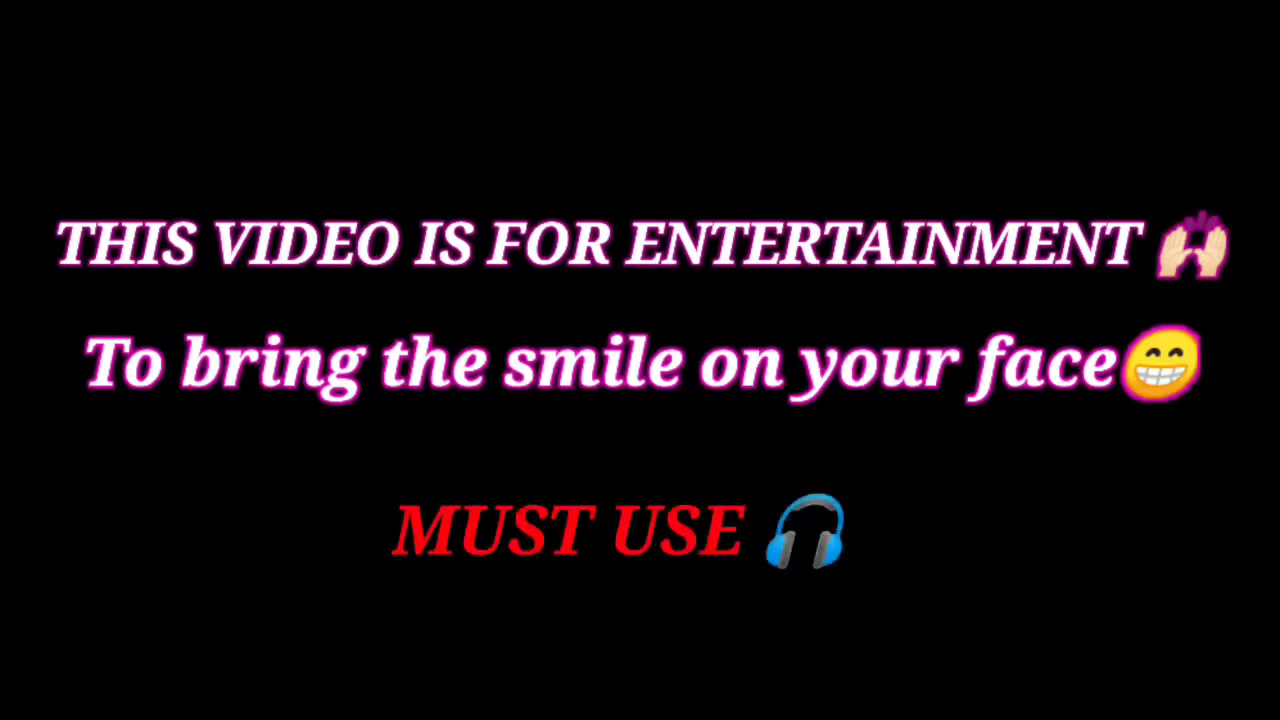 THIS VIDEO IS FOR ENTERTAINMENT 🙌🏻
To bring the smile on your face😁
MUST USE 🎧